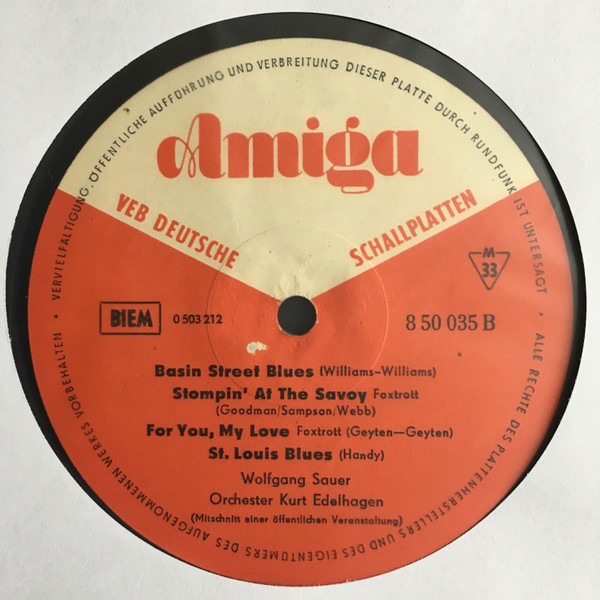 VERVIELFÄLTIGUNG, ÖFFENTLICHE AUFFÜHRUNG UND VERBREITUNG DIESER PLATTE DURCH RUNDFUNK IST UNTERSAGT • ALLE RECHTE DES PLATTENHERSTELLERS UND DES EIGENTÜMERS DES AUFGENOMMENEN WERKES VORBEHALTEN •
Amiga
VEB DEUTSCHE
SCHALLPLATTEN
M
33
BIEM
0 503 212
8 50 035 B
Basin Street Blues (Williams-Williams)
Stompin' At The Savoy Foxtrott
(Goodman/Sampson/Webb)
For You, My Love Foxtrott (Geyten—Geyten)
St. Louis Blues (Handy)
Wolfgang Sauer
Orchester Kurt Edelhagen
(Mitschnitt einer öffentlichen Veranstaltung)